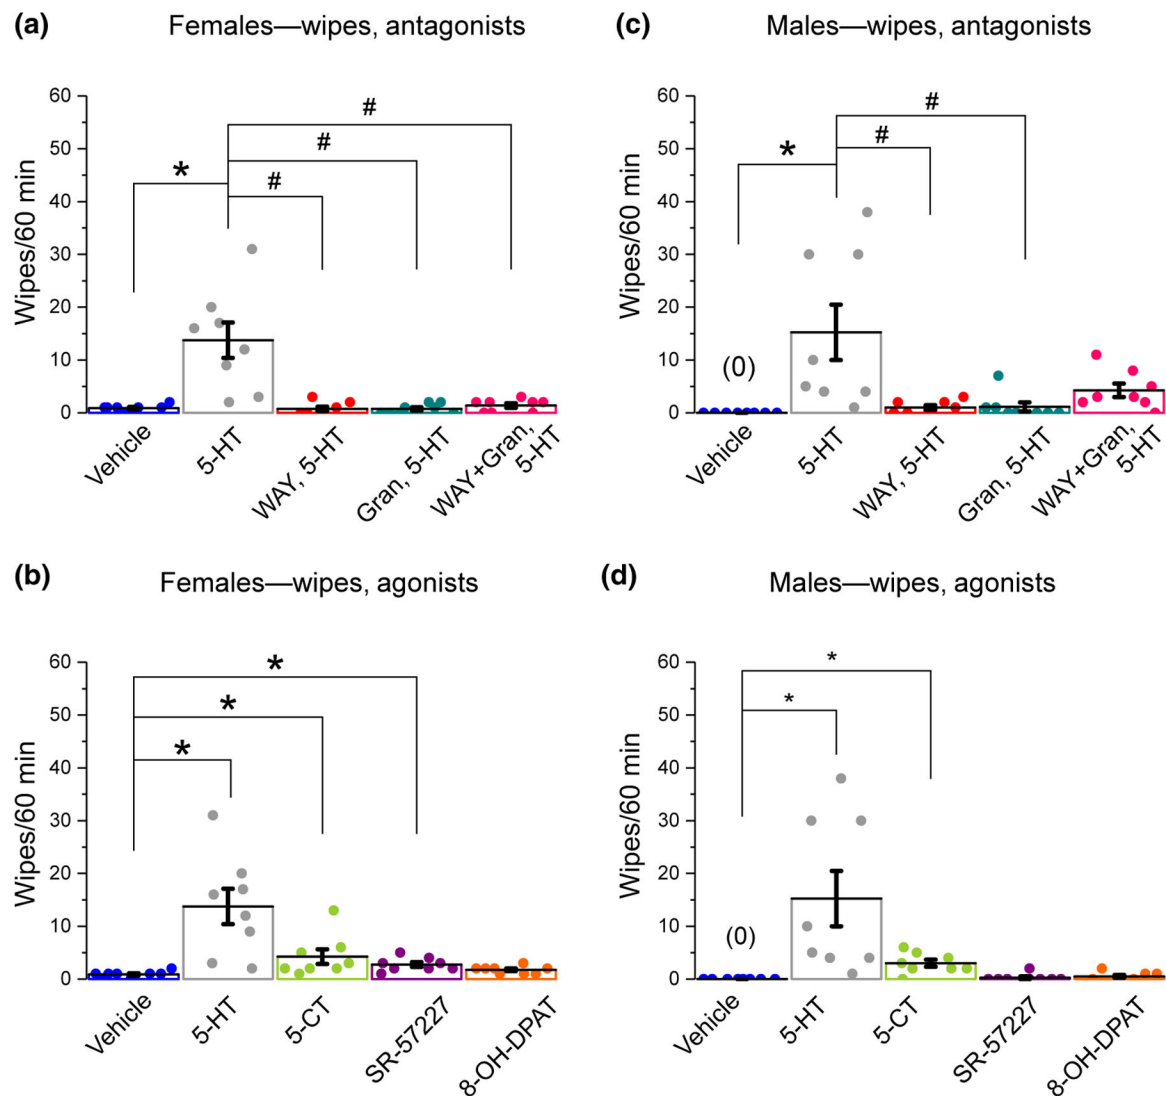 (a) Females—wipes, antagonists
Wipes/60 min
60
50
40
30
20
10
0
*
#
#
#
Vehicle
5-HT
WAY, 5-HT
Gran, 5-HT
WAY+Gran,
5-HT
(c) Males—wipes, antagonists
Wipes/60 min
60
50
40
30
20
10
0
(0)
*
#
#
Vehicle
5-HT
WAY, 5-HT
Gran, 5-HT
WAY+Gran,
5-HT
(b) Females—wipes, agonists
Wipes/60 min
60
50
40
30
20
10
0
*
*
*
Vehicle
5-HT
5-CT
SR-57227
8-OH-DPAT
(d) Males—wipes, agonists
Wipes/60 min
60
50
40
30
20
10
0
(0)
*
*
Vehicle
5-HT
5-CT
SR-57227
8-OH-DPAT